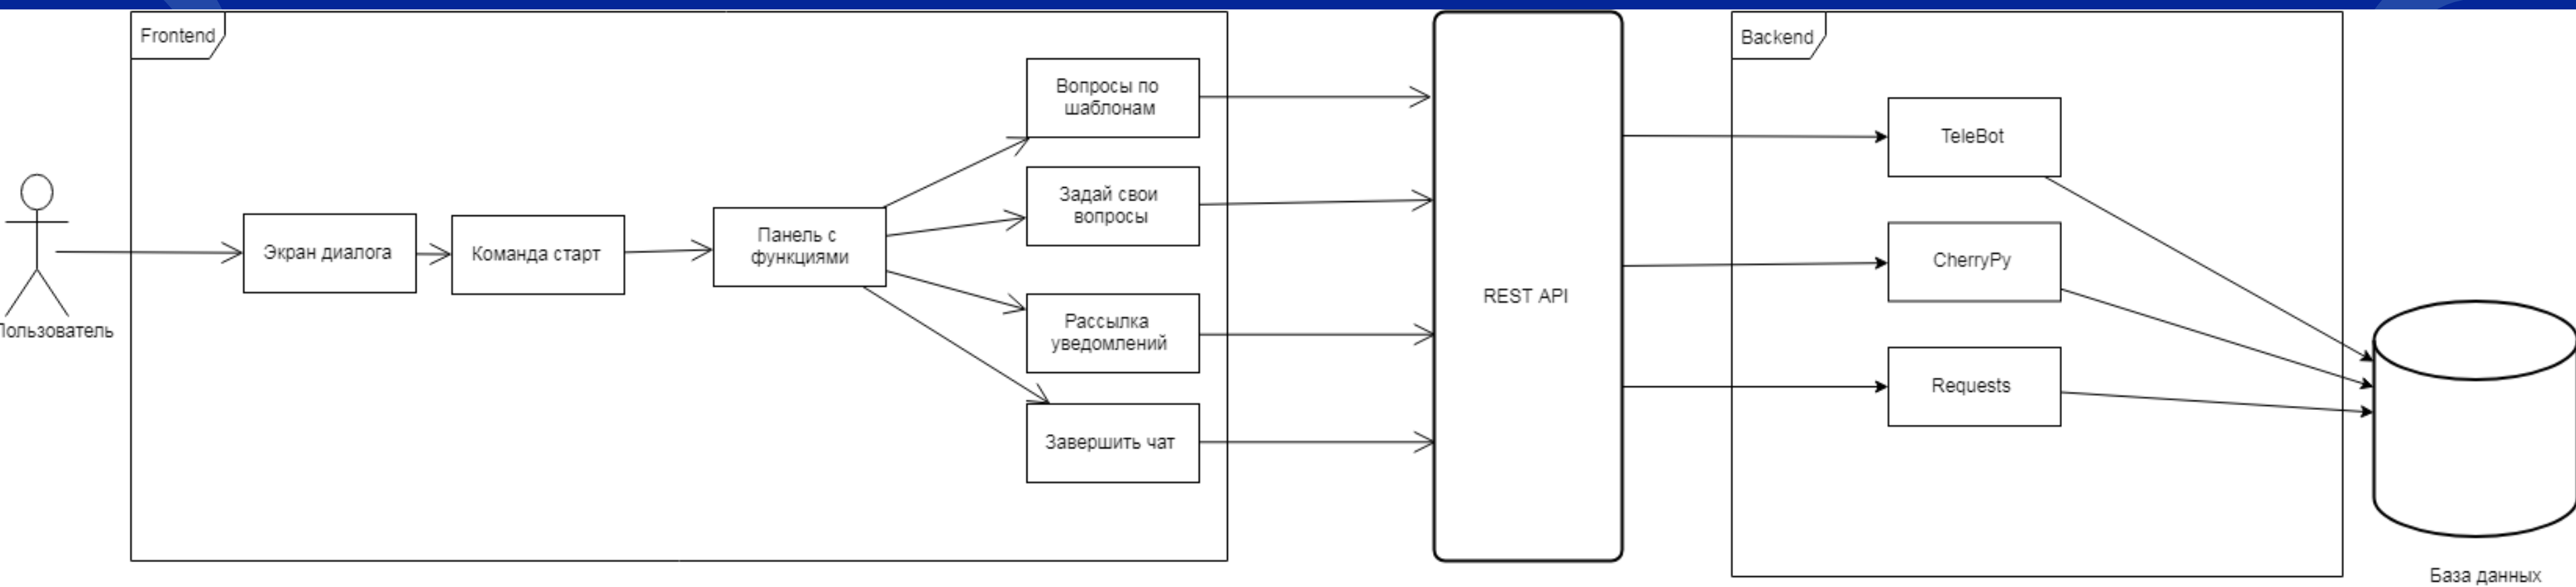 Frontend
Вопросы по
шаблонам
Задай свои
вопросы
Экран диалога
Команда старт
Панель с
функциями
Рассылка
уведомлений
Завершить чат
Пользователь
REST API
Backend
TeleBot
CherryPy
Requests
База данных